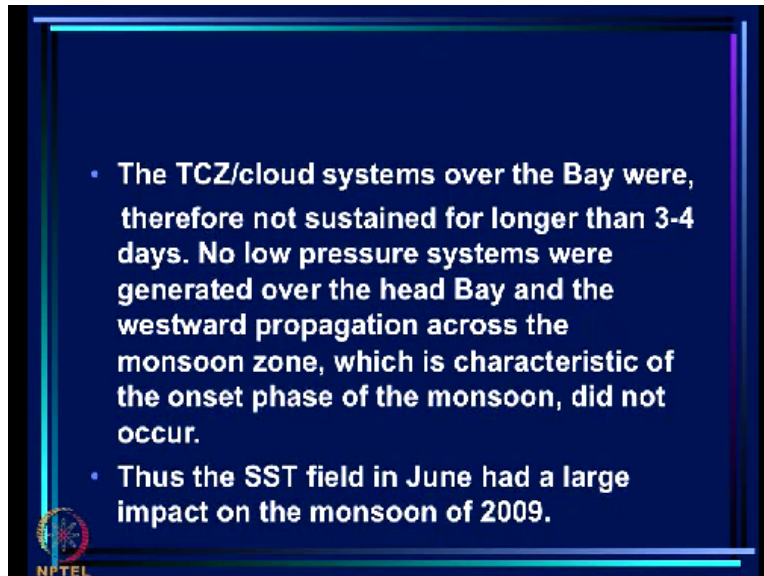 • The TCZ/cloud systems over the Bay were,
therefore not sustained for longer than 3-4
days. No low pressure systems were
generated over the head Bay and the
westward propagation across the
monsoon zone, which is characteristic of
the onset phase of the monsoon, did not
occur.
• Thus the SST field in June had a large
impact on the monsoon of 2009.
NPTEL